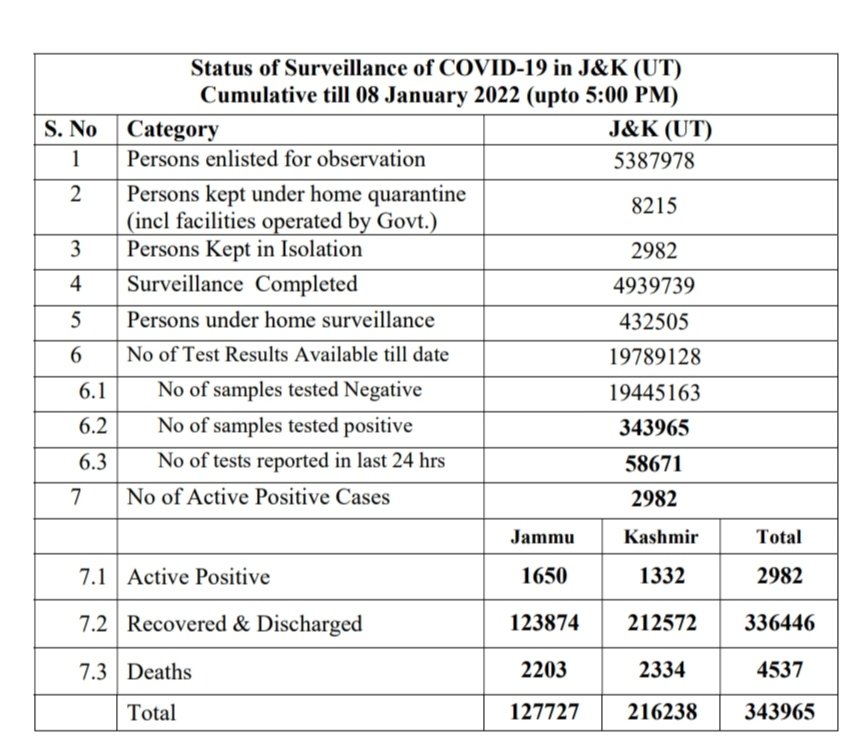 Status of Surveillance of COVID-19 in J&K (UT)
Cumulative till 08 January 2022 (upto 5:00 PM)
S. No Category J&K (UT)
1 Persons enlisted for observation 5387978
2 Persons kept under home quarantine
(incl facilities operated by Govt.) 8215
3 Persons Kept in Isolation 2982
4 Surveillance Completed 4939739
5 Persons under home surveillance 432505
6 No of Test Results Available till date 19789128
6.1 No of samples tested Negative 19445163
6.2 No of samples tested positive 343965
6.3 No of tests reported in last 24 hrs 58671
7 No of Active Positive Cases 2982
Jammu Kashmir Total
7.1 Active Positive 1650 1332 2982
7.2 Recovered & Discharged 123874 212572 336446
7.3 Deaths 2203 2334 4537
Total 127727 216238 343965